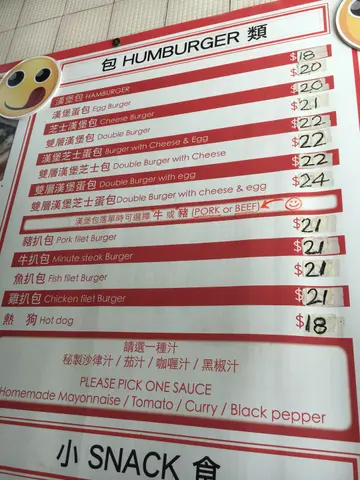 包 HUMBURGER 類
漢堡包 HAMBURGER $18
漢堡蛋包 Egg Burger $20
芝士漢堡包 Cheese Burger $20
雙層漢堡包 Double Burger $21
漢堡芝士蛋包 Burger with Cheese & Egg $22
雙層漢堡芝士包 Double Burger with Cheese $22
雙層漢堡蛋包 Double Burger with egg $22
雙層漢堡芝士蛋包 Double Burger with cheese & egg $24
漢堡包落單時可選擇 牛 或 豬 (PORK or BEEF)
豬扒包 Pork filet Burger $21
牛扒包 Minute steak Burger $21
魚扒包 Fish filet Burger $21
雞扒包 Chicken filet Burger $21
熱 狗 Hot dog $18
請選一種汁
秘製沙律汁 / 茄汁 / 咖喱汁 / 黑椒汁
PLEASE PICK ONE SAUCE
Homemade Mayonnaise / Tomato / Curry / Black pepper
小 SNACK 食